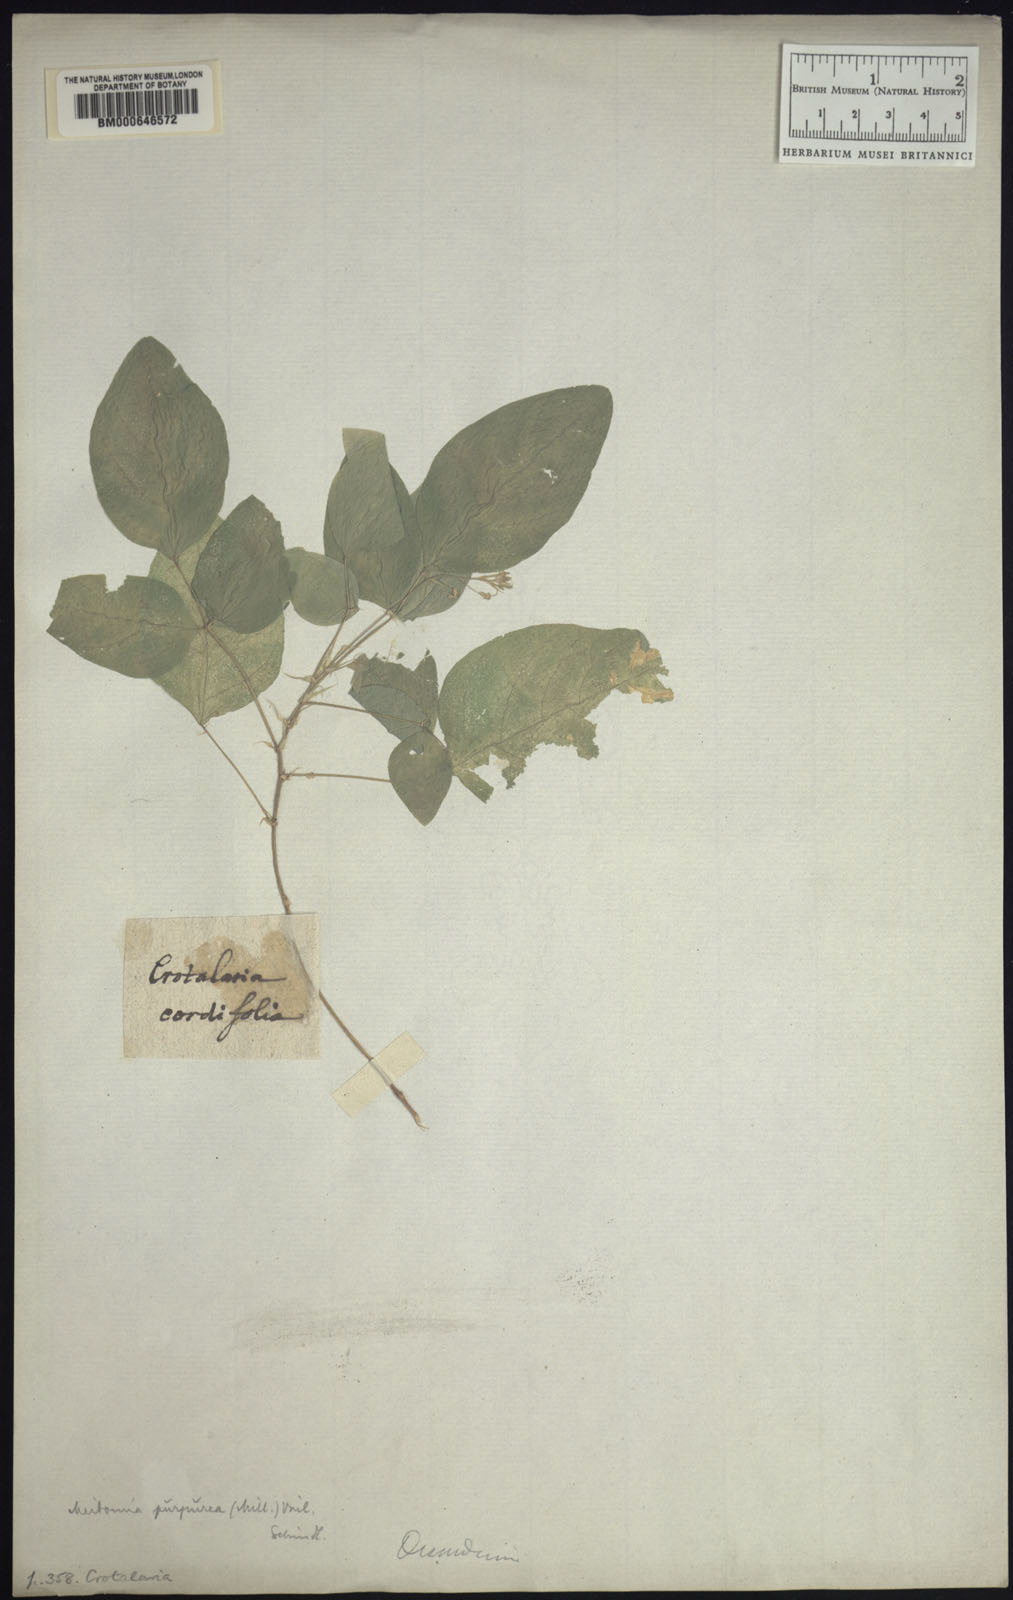 THE NATURAL HISTORY MUSEUM, LONDON
DEPARTMENT OF BOTANY
BM000646572
1 2
BRITISH MUSEUM (NATURAL HISTORY)
1 2 3 4 5
HERBARIUM MUSEI BRITANNICI
Crotalaria
cordifolia
Meibomia purpurea (Mill.) Vail.
Schindl.
p. 358. Crotalaria